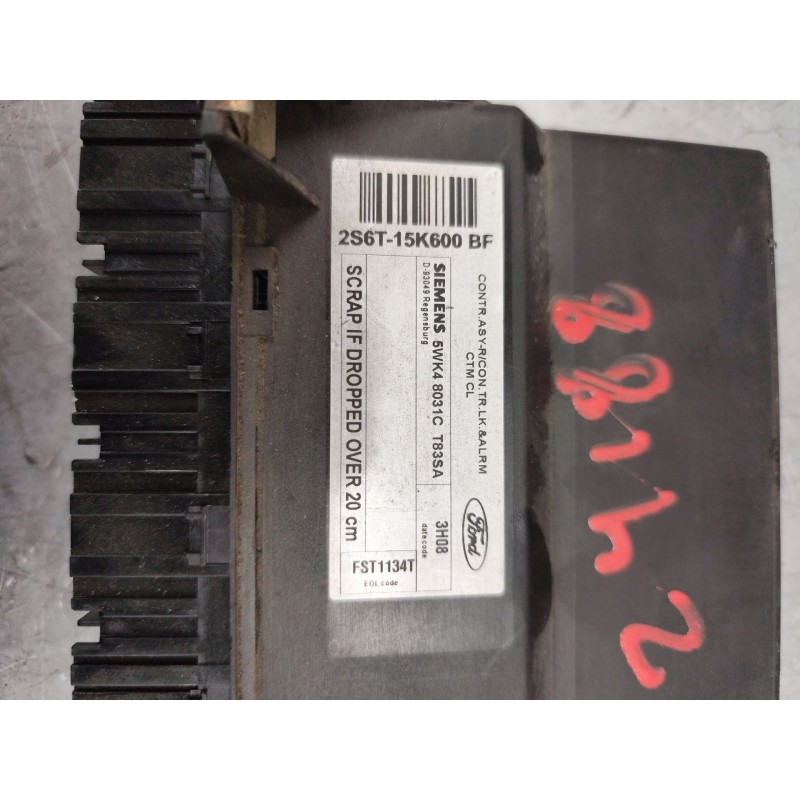 2S6T-15K600 BF
CONTR.ASY-R/CON.TR.LK.&ALRM
CTM CL
SIEMENS 5WK4 8031C T83SA
D-93049 Regensburg
SCRAP IF DROPPED OVER 20 cm
Ford
3H08
datecode
FST1134T
EOL code